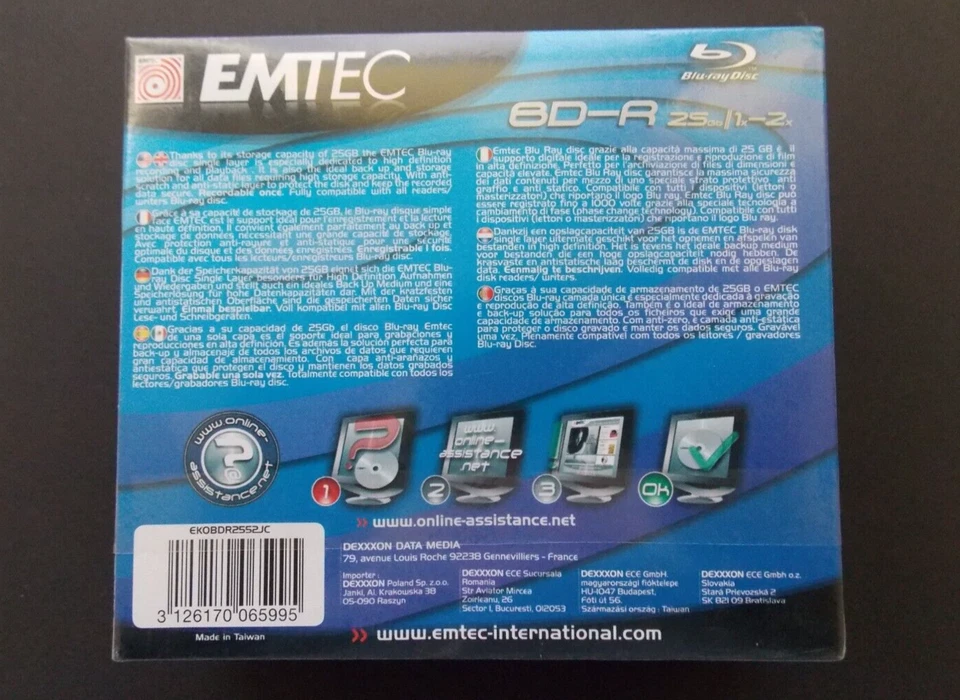 EMTEC
EMTEC
Blu-ray Disc
BD-R 25GB/1x-2x
Thanks to its storage capacity of 25GB the EMTEC Blu-ray
disc single layer is especially dedicated to high definition
recording and playback. It is also the ideal back up and storage
solution for all data files requiring high storage capacity. With anti-
scratch and anti-static layer to protect the disk and keep the recorded
data secure. Recordable once. Fully compatible with all readers/
writers Blu-ray disc.
Grâce à sa capacité de stockage de 25GB, le Blu-ray disque simple
face EMTEC est le support idéal pour l'enregistrement et la lecture
en haute définition. Il convient également parfaitement au back up et
stockage de données nécessitant une grande capacité de stockage.
Avec protection anti-rayure et anti-statique pour une sécurité
optimale du disque et des données enregistrées. Enregistrable 1 fois.
Compatible avec tous les lecteurs/enregistreurs Blu-ray disc.
Dank der Speicherkapazität von 25GB eignet sich die EMTEC Blu-
ray Disc Single Layer besonders für High Definition Aufnahmen
und Wiedergaben und stellt auch ein ideales Back Up Medium und eine
Speicherlösung für hohe Datenkapazitäten dar. Mit der kratzfesten
und antistatischen Oberfläche sind die gespeicherten Daten sicher
verwahrt. Einmal bespielbar. Voll kompatibel mit allen Blu-ray Disc
Lese- und Schreibgeräten.
Gracias a su capacidad de 25Gb el disco Blu-ray Emtec
de una sola capa es el soporte ideal para grabaciones y
reproducciones en alta definición. Es además la solución perfecta para
back-up y almacenaje de todos los archivos de datos que requieren
gran capacidad de almacenamiento. Con capa anti-arañazos y
antiestática que protegen el disco y mantienen los datos grabados
seguros. Grabable una sola vez. Totalmente compatible con todos los
lectores/grabadores Blu-ray disc.
Emtec Blu Ray disc grazie alla capacità massima di 25 GB è il
supporto digitale ideale per la registrazione e riproduzione di film
in alta definizione. Perfetto per l'archiviazione di files di dimensioni e
capacità elevate. Emtec Blu Ray disc garantisce la massima sicurezza
dei dati contenuti per mezzo di uno speciale strato protettivo anti
graffio e anti statico. Compatibile con tutti i dispositivi (lettori o
masterizzatori) che riportano il logo Blu Ray. Emtec Blu Ray Disc può
essere registrato fino a 1000 volte grazie alla speciale tecnologia a
cambiamento di fase (phase change technology). Compatibile con tutti
i dispositivi (lettori o masterizzatori) che riportano il logo Blu Ray.
Dankzij een opslagcapaciteit van 25GB is de EMTEC Blu-ray disk
single layer uitermate geschikt voor het opnemen en afspelen van
bestanden in high definition. Het is tevens het ideale backup medium
voor bestanden die een hoge opslagcapaciteit nodig hebben. De
krasvaste en antistatische laag beschermt de disk en de opgeslagen
data. Eenmalig te beschrijven. Volledig compatible met alle Blu-ray
disk readers/ writers.
Graças à sua capacidade de armazenamento de 25GB o EMTEC
discos Blu-ray camada única é especialmente dedicada à gravação
e reprodução de alta definição. Também é o ideal de armazenamento
e back-up solução para todos os ficheiros que exige uma grande
capacidade de armazenamento. Com anti-zero, e camada anti-estática
para proteger o disco gravado e manter os dados seguros. Gravável
uma vez. Plenamente compatível com todos os leitores / gravadores
Blu-ray Disc.
www.online-assistance.net
?@
?
1
www.
online-
assistance
.net
2
3
OK
» www.online-assistance.net
DEXXXON DATA MEDIA
79, avenue Louis Roche 92238 Gennevilliers - France
Importer :
DEXXXON Poland Sp. z.o.o.
Janki, Al. Krakowska 38
05-090 Raszyn
DEXXXON ECE Sucursala
Romania
Str Aviator Mircea
Zorileanu, 26
Sector 1, Bucuresti, 012053
DEXXXON ECE GmbH.
magyarországi fióktelepe
HU-1047 Budapest,
Fóti út 56.
Származási ország : Taiwan
DEXXXON ECE Gmbh o.z.
Slovakia
Stará Prievozská 2
SK 821 09 Bratislava
EKOBDR2552JC
3 126170 065995
Made in Taiwan
» www.emtec-international.com